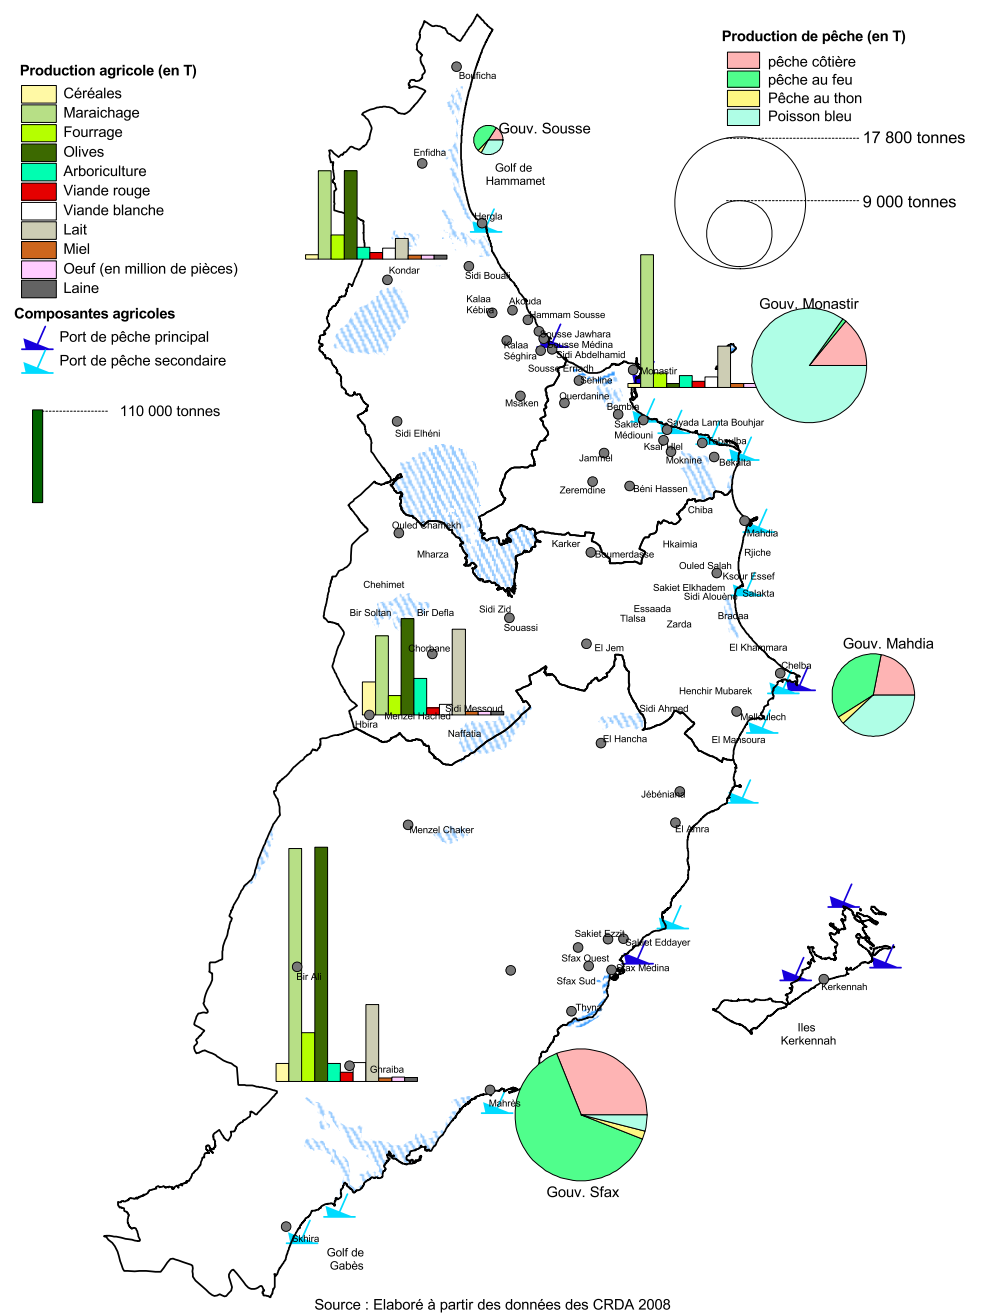 Production agricole (en T)
Céréales
Maraichage
Fourrage
Olives
Arboriculture
Viande rouge
Viande blanche
Lait
Miel
Oeuf (en million de pièces)
Laine
Composantes agricoles
Port de pêche principal
Port de pêche secondaire
110 000 tonnes
Production de pêche (en T)
pêche côtière
pêche au feu
Pêche au thon
Poisson bleu
17 800 tonnes
9 000 tonnes
Bouficha
Gouv. Sousse
Enfidha
Golf de
Hammamet
Hergla
Sidi Bouali
Kondar
Kalaa
Kébira
Akouda
Hammam Sousse
Sousse Jawhara
Sousse Médina
Kalaa
Séghira
Sidi Abdelhamid
Sousse Erriadh
Gouv. Monastir
Monastir
Sehline
Msaken
Ouerdanine
Bembla
Sidi Elhéni
Saklet
Médiouni
Sayada Lamta Bouhjar
Ksar Hlel
Teboulba
Jammel
Moknine
Bekalta
Zeremdine
Béni Hassen
Chiba
Ouled Chamekh
Mahdia
Mharza
Karker
Boumerdasse
Hkaimia
Rjiche
Ouled Salah
Ksour Essef
Chehimet
Sakiet Elkhadem
Sidi Alouène
Salakta
Bir Soltan
Bir Defla
Sidi Zid
Souassi
Essaada
Tlalsa
Zarda
Bradaa
Chorbane
El Jem
El Khammara
Gouv. Mahdia
Chelba
Henchir Mubarek
Hbira
Menzel Hached
Sidi Messoud
Sidi Ahmed
Melloulech
Naffatia
El Hancha
El Mansoura
Jébéniana
Menzel Chaker
El Amra
Sakiet Ezzit
Sakiet Eddayer
Sfax Ouest
Sfax Médina
Bir Ali
Sfax Sud
Kerkennah
Thyna
Iles
Kerkennah
Ghraiba
Mahrès
Gouv. Sfax
Skhira
Golf de
Gabès
Source : Elaboré à partir des données des CRDA 2008